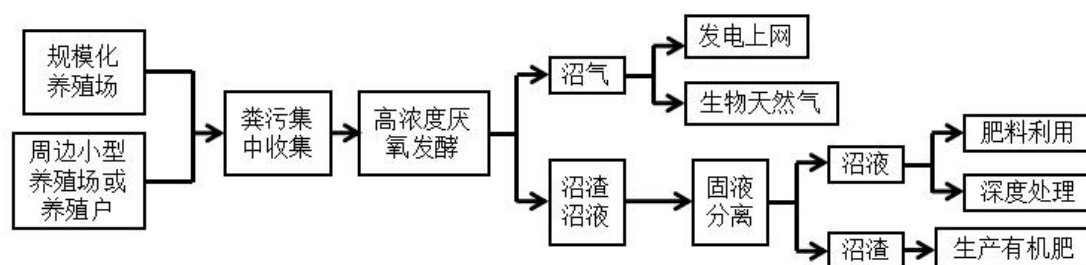 规模化
养殖场
周边小型
养殖场或
养殖户
粪污集
中收集
高浓度厌
氧发酵
沼气
发电上网
生物天然气
沼渣
沼液
固液
分离
沼液
肥料利用
深度处理
沼渣
生产有机肥